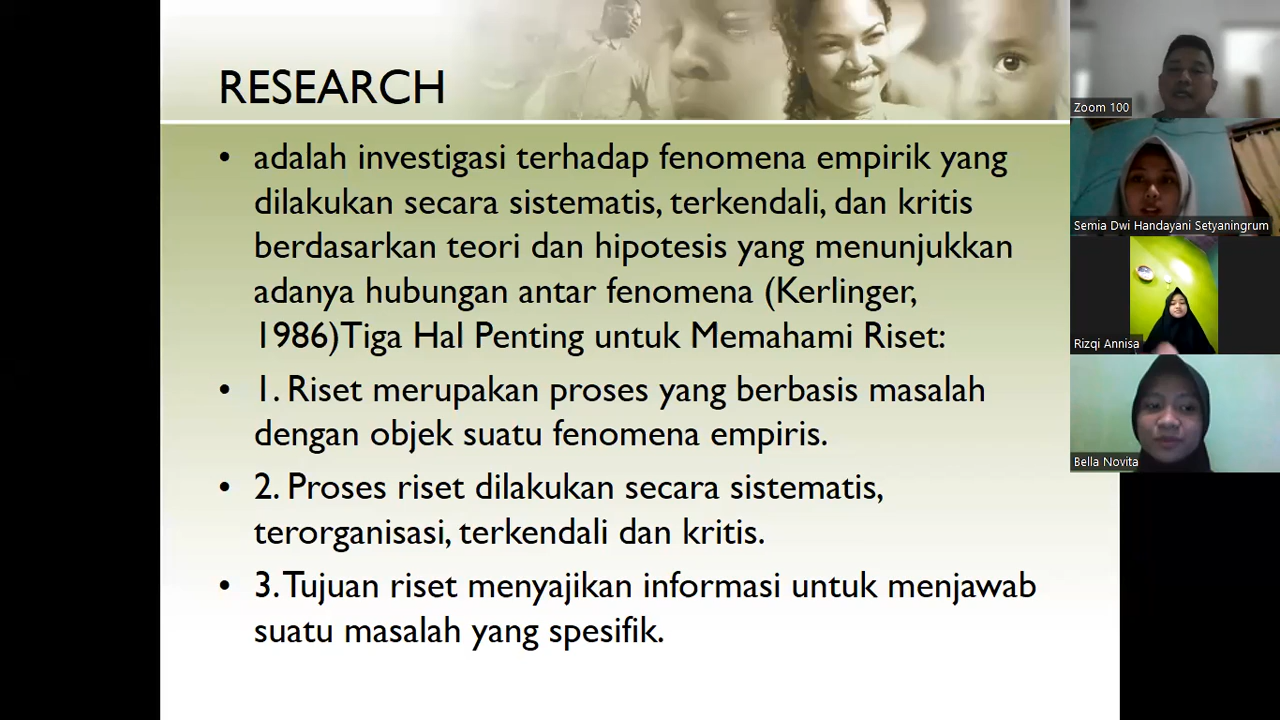 RESEARCH
• adalah investigasi terhadap fenomena empirik yang
dilakukan secara sistematis, terkendali, dan kritis
berdasarkan teori dan hipotesis yang menunjukkan
adanya hubungan antar fenomena (Kerlinger,
1986)Tiga Hal Penting untuk Memahami Riset:
• 1. Riset merupakan proses yang berbasis masalah
dengan objek suatu fenomena empiris.
• 2. Proses riset dilakukan secara sistematis,
terorganisasi, terkendali dan kritis.
• 3. Tujuan riset menyajikan informasi untuk menjawab
suatu masalah yang spesifik.
Zoom 100
Semia Dwi Handayani Setyaningrum
Rizqi Annisa
Bella Novita